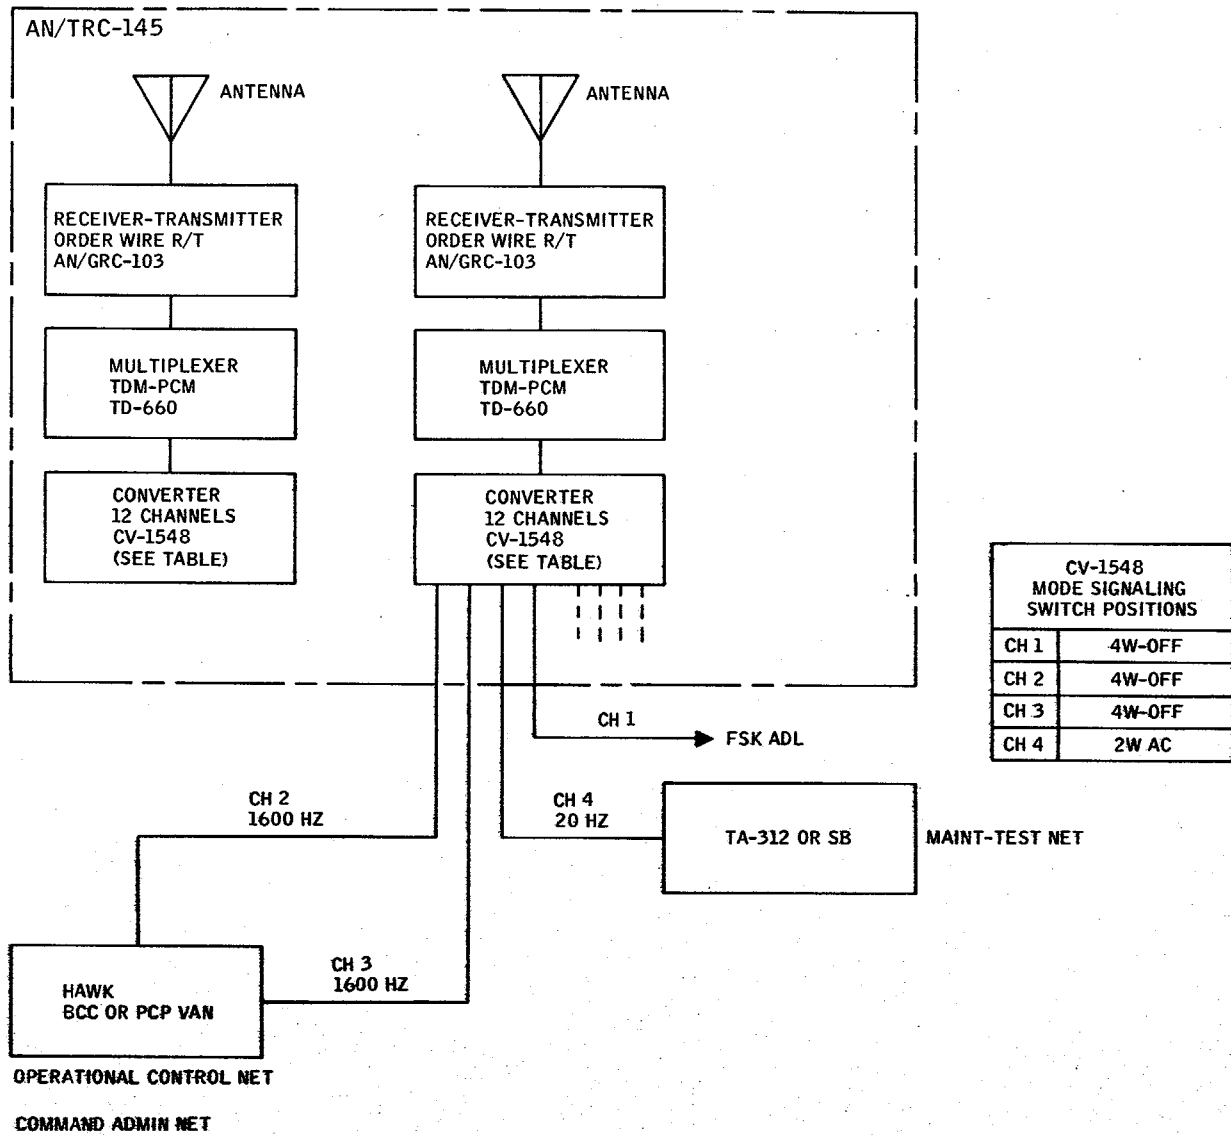 AN/TRC-145
ANTENNA
ANTENNA
RECEIVER-TRANSMITTER
ORDER WIRE R/T
AN/GRC-103
RECEIVER-TRANSMITTER
ORDER WIRE R/T
AN/GRC-103
MULTIPLEXER
TDM-PCM
TD-660
MULTIPLEXER
TDM-PCM
TD-660
CONVERTER
12 CHANNELS
CV-1548
(SEE TABLE)
CONVERTER
12 CHANNELS
CV-1548
(SEE TABLE)
CV-1548
MODE SIGNALING
SWITCH POSITIONS
CH 1 4W-OFF
CH 2 4W-OFF
CH 3 4W-OFF
CH 4 2W AC
CH 1
FSK ADL
CH 2
1600 HZ
CH 4
20 HZ
TA-312 OR SB
MAINT-TEST NET
CH 3
1600 HZ
HAWK
BCC OR PCP VAN
OPERATIONAL CONTROL NET
COMMAND ADMIN NET